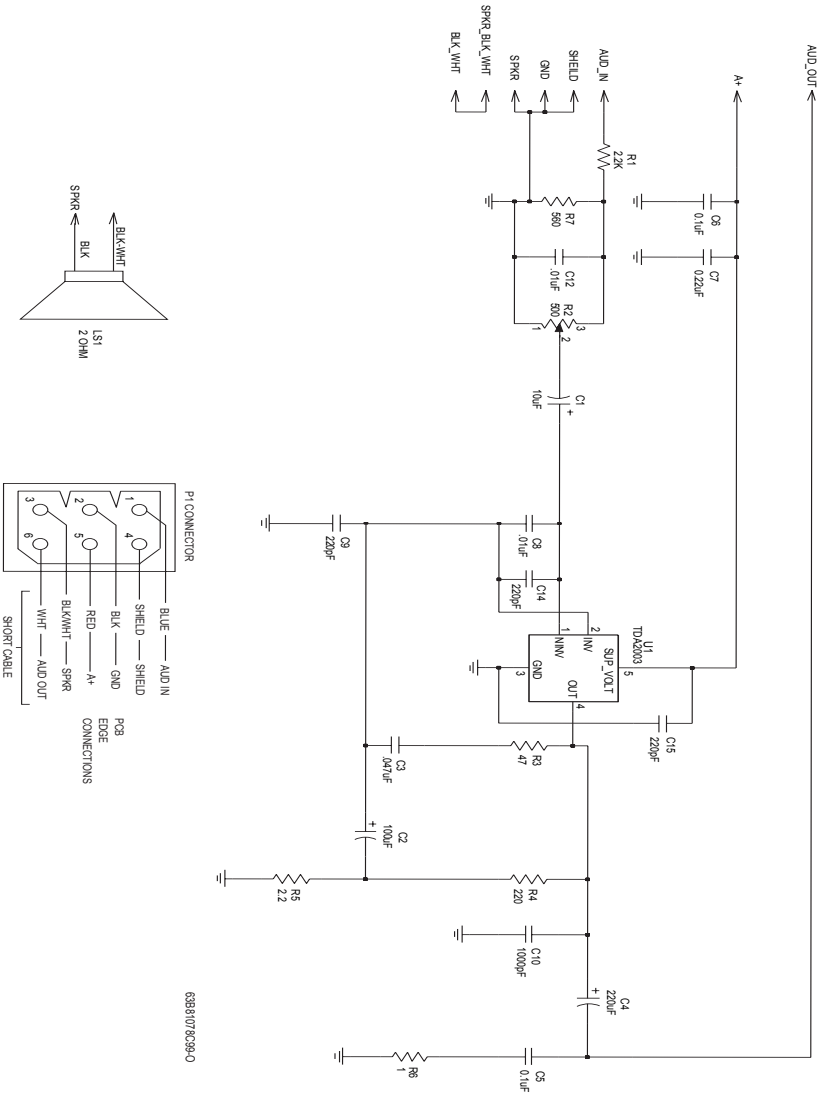 AUD_OUT
A+
AUD_IN
SHEILD
GND
SPKR
SPKR_BLK_WHT
BLK_WHT
R1
2.2K
C6
0.1uF
C7
0.22uF
R7
560
C12
.01uF
R2
500
1
2
3
C1
10uF
+
C8
.01uF
C14
220pF
C9
220pF
U1
TDA2003
SUP_VOLT
5
INV
2
NINV
1
GND
3
OUT
4
C15
220pF
R3
47
C3
.047uF
C2
100uF
+
R4
220
R5
2.2
C10
1000pF
C4
220uF
+
C5
0.1uF
R6
1
SPKR
BLK
BLK-WHT
LS1
2 OHM
P1 CONNECTOR
1
2
3
4
5
6
BLUE AUD IN
SHIELD SHIELD
BLK GND
RED A+
BLK/WHT SPKR
WHT AUD OUT
SHORT CABLE
PCB
EDGE
CONNECTIONS
63B81078C99-O